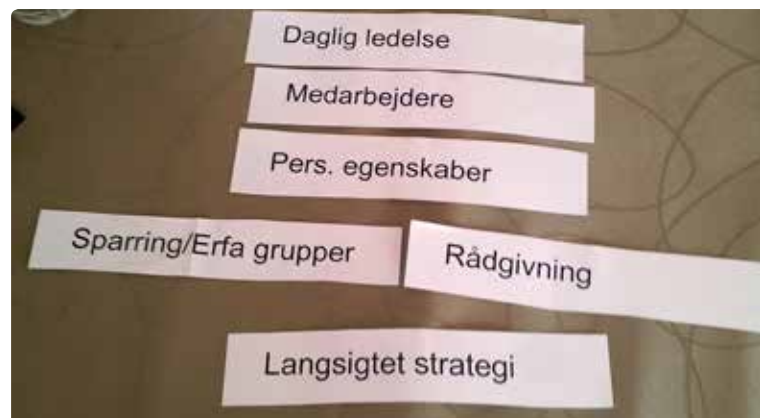 Daglig ledelse
Medarbejdere
Pers. egenskaber
Sparring/Erfa grupper
Rådgivning
Langsigtet strategi